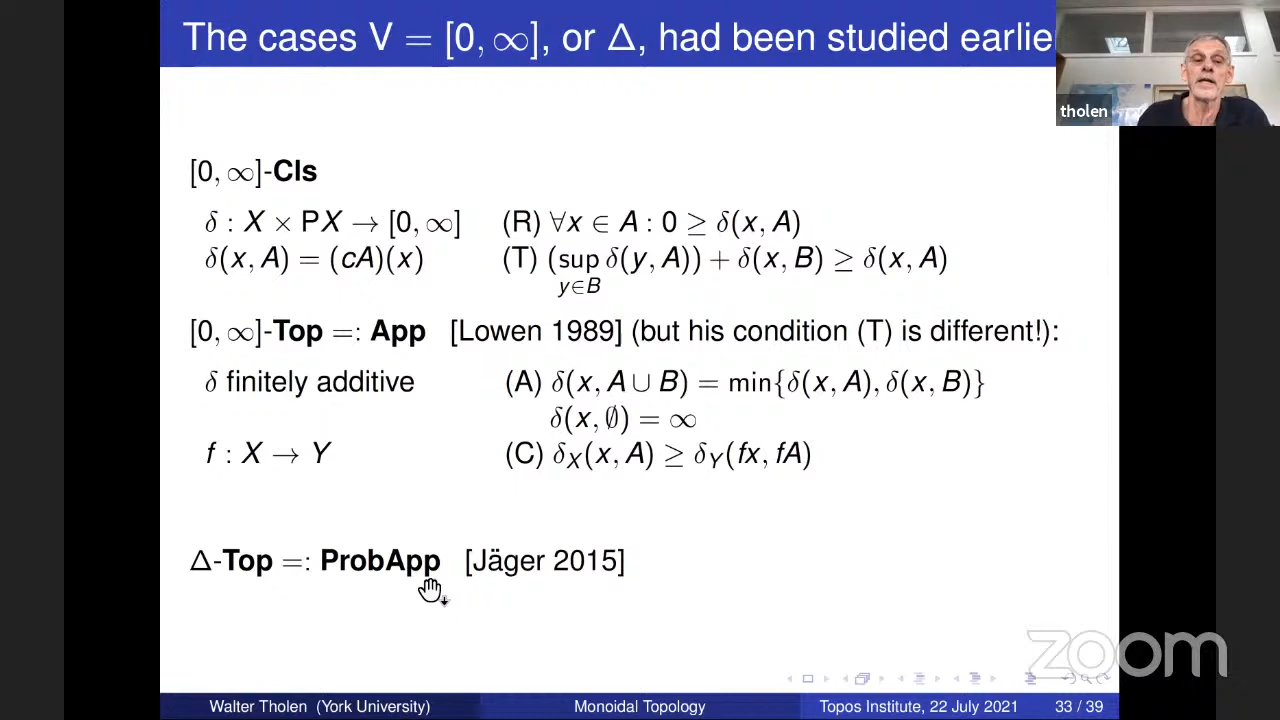 The cases V = [0, ∞], or Δ, had been studied earlie
tholen
[0, ∞]-Cls
δ : X × PX → [0, ∞] (R) ∀x ∈ A : 0 ≥ δ(x, A)
δ(x, A) = (cA)(x) (T) (sup δ(y, A)) + δ(x, B) ≥ δ(x, A)
y∈B
[0, ∞]-Top =: App [Lowen 1989] (but his condition (T) is different!):
δ finitely additive (A) δ(x, A ∪ B) = min{δ(x, A), δ(x, B)}
δ(x, ∅) = ∞
f : X → Y (C) δ_X(x, A) ≥ δ_Y(fx, fA)
Δ-Top =: ProbApp [Jäger 2015]
zoom
Walter Tholen (York University) Monoidal Topology Topos Institute, 22 July 2021 33 / 39